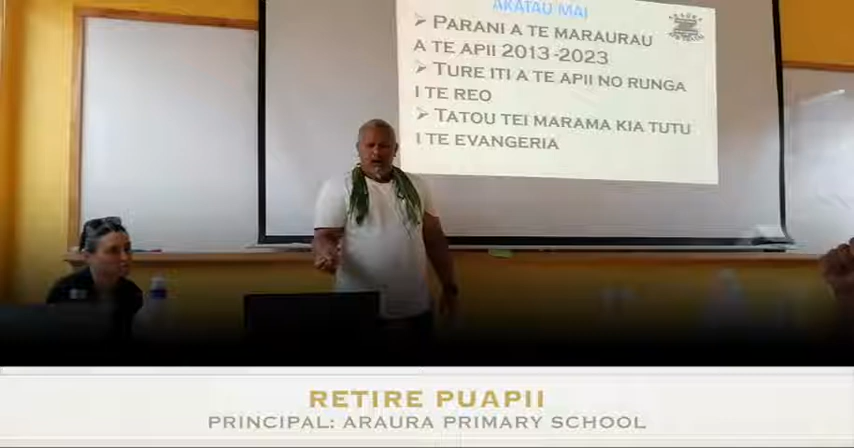 AKATAU MAI
➢ PARANI A TE MARAURAU
A TE APII 2013-2023
➢ TURE ITI A TE APII NO RUNGA
I TE REO
➢ TATOU TEI MARAMA KIA TUTU
I TE EVANGERIA
RETIRE PUAPII
PRINCIPAL: ARAURA PRIMARY SCHOOL